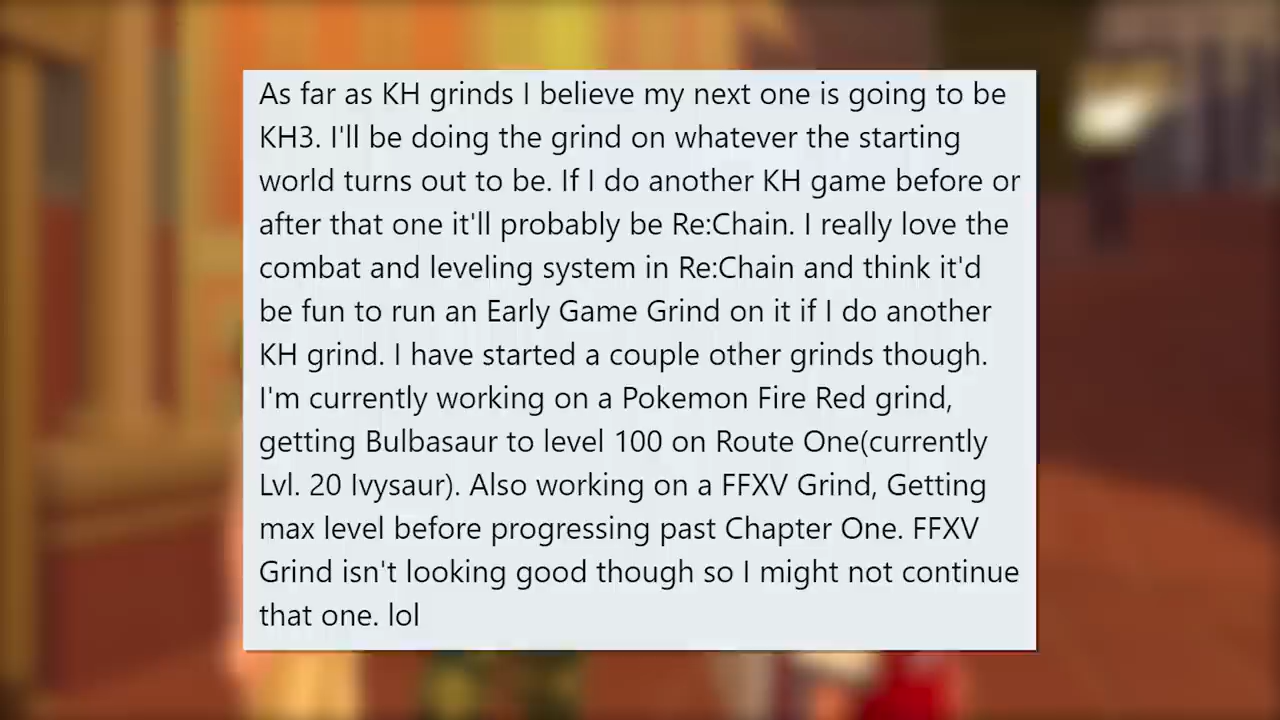 As far as KH grinds I believe my next one is going to be
KH3. I'll be doing the grind on whatever the starting
world turns out to be. If I do another KH game before or
after that one it'll probably be Re:Chain. I really love the
combat and leveling system in Re:Chain and think it'd
be fun to run an Early Game Grind on it if I do another
KH grind. I have started a couple other grinds though.
I'm currently working on a Pokemon Fire Red grind,
getting Bulbasaur to level 100 on Route One(currently
Lvl. 20 Ivysaur). Also working on a FFXV Grind, Getting
max level before progressing past Chapter One. FFXV
Grind isn't looking good though so I might not continue
that one. lol